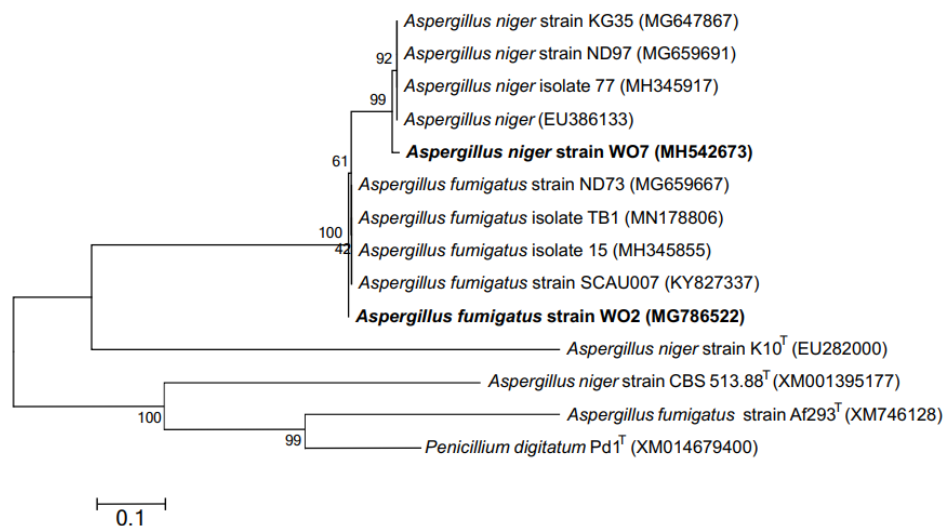 Aspergillus niger strain KG35 (MG647867)
Aspergillus niger strain ND97 (MG659691)
92
Aspergillus niger isolate 77 (MH345917)
99
Aspergillus niger (EU386133)
Aspergillus niger strain WO7 (MH542673)
61
Aspergillus fumigatus strain ND73 (MG659667)
Aspergillus fumigatus isolate TB1 (MN178806)
100
42
Aspergillus fumigatus isolate 15 (MH345855)
Aspergillus fumigatus strain SCAU007 (KY827337)
Aspergillus fumigatus strain WO2 (MG786522)
Aspergillus niger strain K10T (EU282000)
Aspergillus niger strain CBS 513.88T (XM001395177)
100
Aspergillus fumigatus strain Af293T (XM746128)
99
Penicillium digitatum Pd1T (XM014679400)
0.1